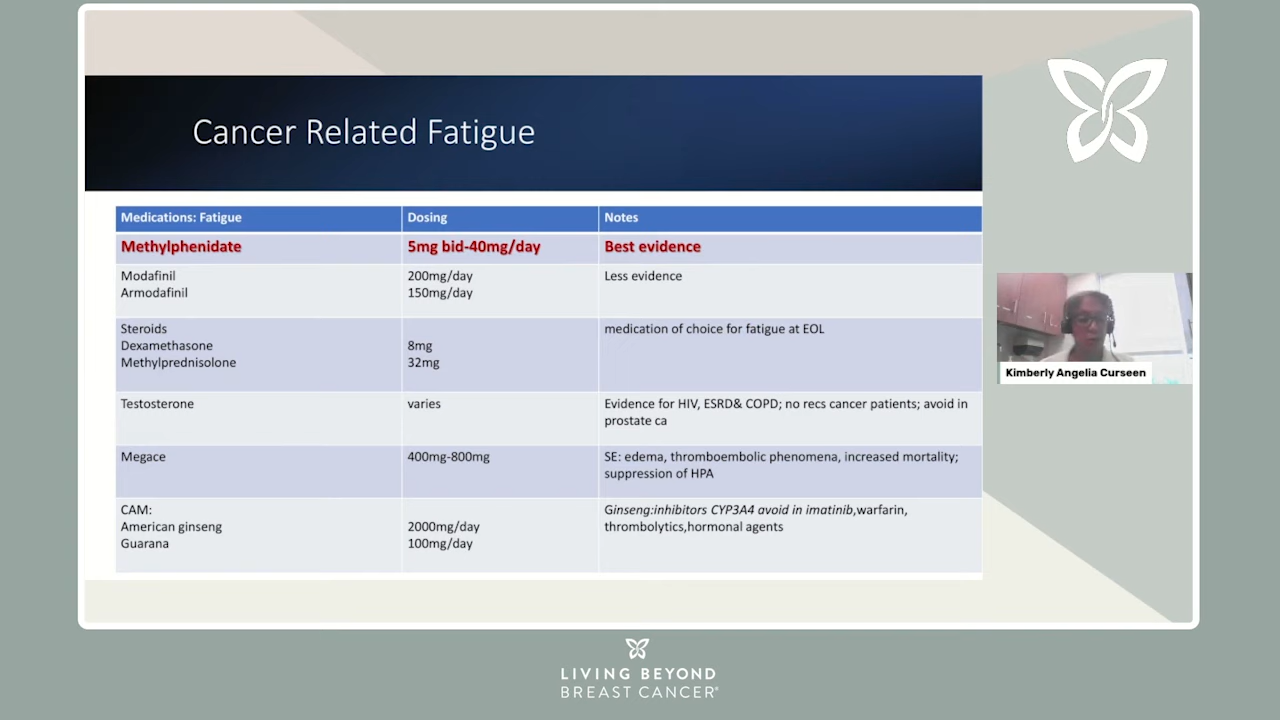 Cancer Related Fatigue
Medications: Fatigue
Dosing
Notes
Methylphenidate
5mg bid-40mg/day
Best evidence
Modafinil
Armodafinil
200mg/day
150mg/day
Less evidence
Steroids
Dexamethasone
Methylprednisolone
8mg
32mg
medication of choice for fatigue at EOL
Testosterone
varies
Evidence for HIV, ESRD& COPD; no recs cancer patients; avoid in
prostate ca
Megace
400mg-800mg
SE: edema, thromboembolic phenomena, increased mortality;
suppression of HPA
CAM:
American ginseng
Guarana
2000mg/day
100mg/day
Ginseng:inhibitors CYP3A4 avoid in imatinib,warfarin,
thrombolytics,hormonal agents
Kimberly Angelia Curseen
LIVING BEYOND
BREAST CANCER®